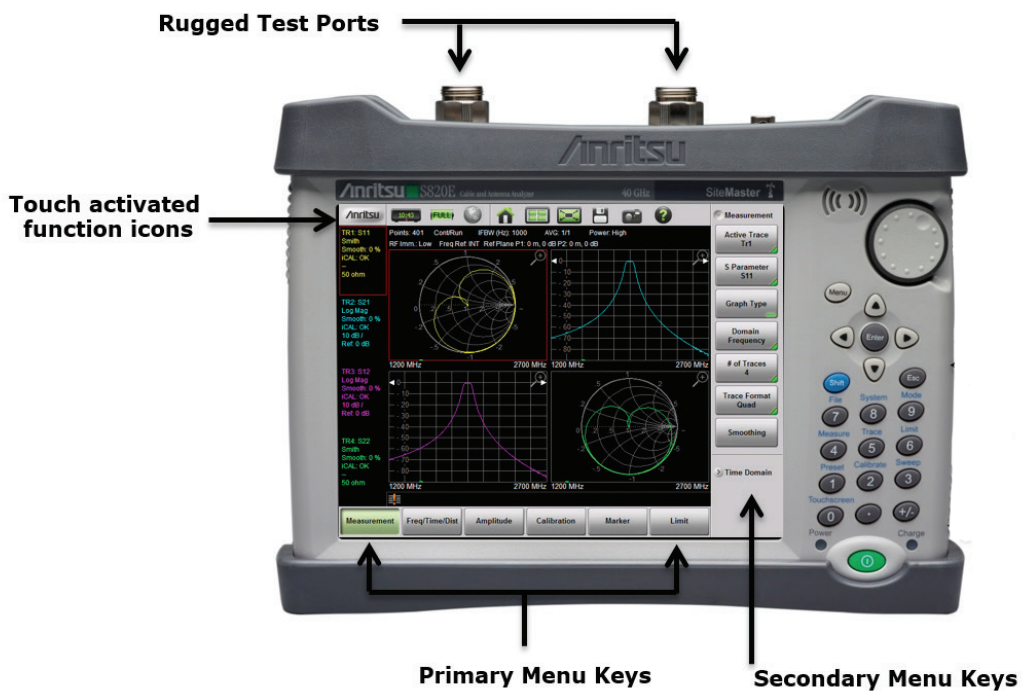 Rugged Test Ports
Anritsu
Anritsu S820E Cable and Antenna Analyzer 40 GHz SiteMaster
Touch activated
function icons
Anritsu 10:43 (FULL) ?
TR1: S11
Smith
Smooth: 0 %
iCAL: OK
--
50 ohm
TR2: S21
Log Mag
Smooth: 0 %
iCAL: OK
10 dB /
Ref: 0 dB
TR3: S12
Log Mag
Smooth: 0 %
iCAL: OK
10 dB /
Ref: 0 dB
TR4: S22
Smith
Smooth: 0 %
iCAL: OK
--
50 ohm
Points: 401 Cont/Run IFBW (Hz): 1000 AVG: 1/1 Power: High
RF Imm.: Low Freq Ref: INT Ref Plane P1: 0 m, 0 dB P2: 0 m, 0 dB
1200 MHz 2700 MHz 1200 MHz 2700 MHz
1200 MHz 2700 MHz 1200 MHz 2700 MHz
Measurement
Active Trace
Tr1
S Parameter
S11
Graph Type
Domain
Frequency
# of Traces
4
Trace Format
Quad
Smoothing
Time Domain
Measurement Freq/Time/Dist Amplitude Calibration Marker Limit
Menu
Enter
Shift Esc
File System Mode
7 8 9
Measure Trace Limit
4 5 6
Preset Calibrate Sweep
1 2 3
Touchscreen
0 . +/-
Power Charge
Primary Menu Keys
Secondary Menu Keys